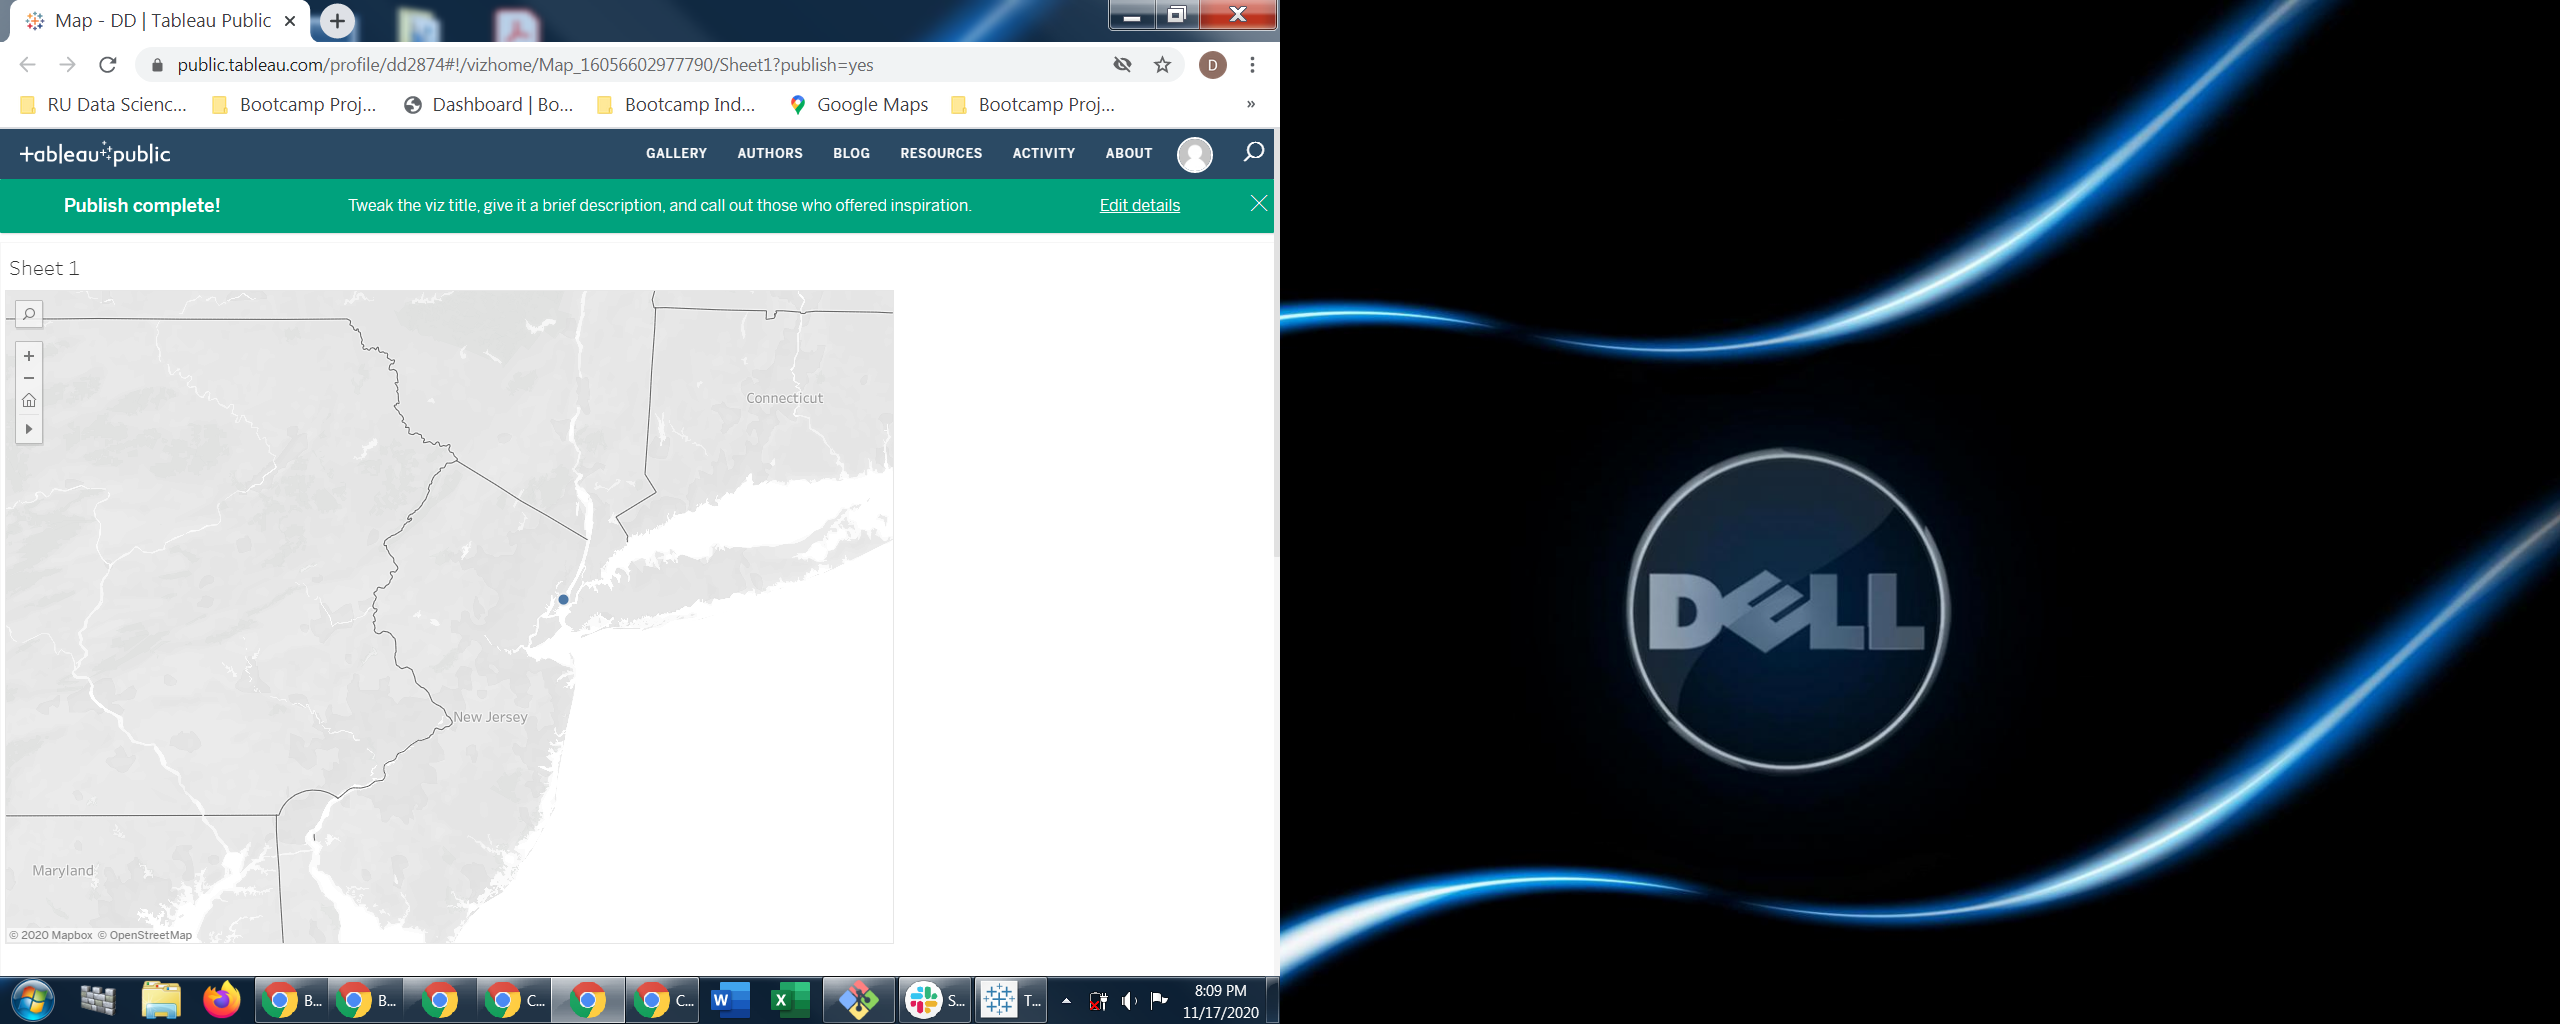 Map - DD | Tableau Public
public.tableau.com/profile/dd2874#!/vizhome/Map_16056602977790/Sheet1?publish=yes
D
RU Data Scienc...
Bootcamp Proj...
Dashboard | Bo...
Bootcamp Ind...
Google Maps
Bootcamp Proj...
»
+ableau public
GALLERY
AUTHORS
BLOG
RESOURCES
ACTIVITY
ABOUT
Publish complete!
Tweak the viz title, give it a brief description, and call out those who offered inspiration.
Edit details
Sheet 1
Connecticut
New Jersey
Maryland
© 2020 Mapbox © OpenStreetMap
DELL
B...
B...
C...
C...
S...
T...
8:09 PM
11/17/2020